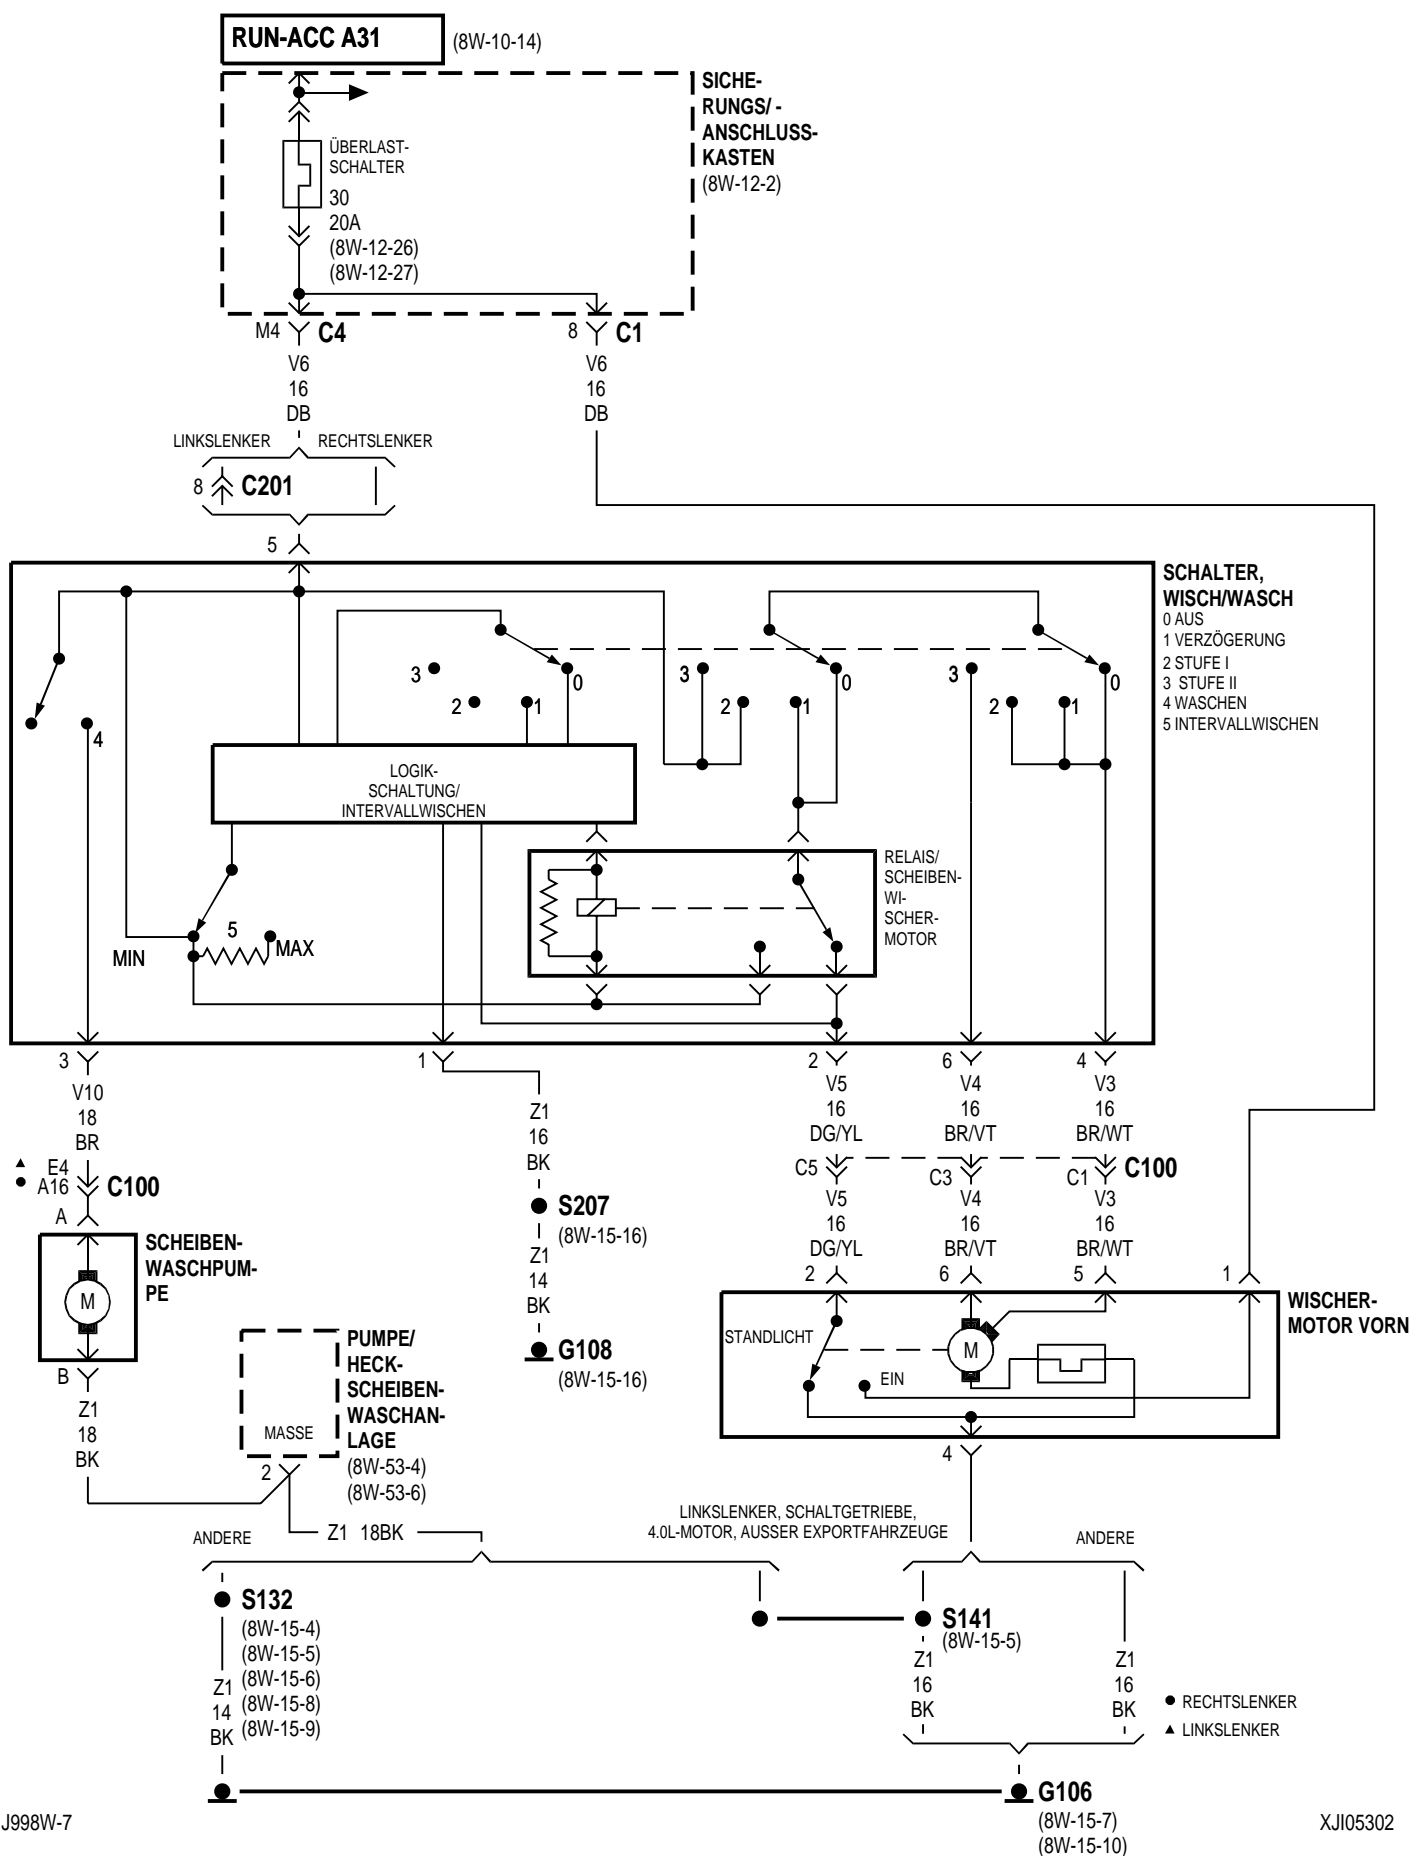 RUN-ACC A31
(8W-10-14)
SICHE-
RUNGS/ -
ANSCHLUSS-
KASTEN
(8W-12-2)
ÜBERLAST-
SCHALTER
30
20A
(8W-12-26)
(8W-12-27)
M4 C4
8 C1
V6
16
DB
V6
16
DB
LINKSLENKER RECHTSLENKER
8 C201
5
SCHALTER,
WISCH/WASCH
0 AUS
1 VERZÖGERUNG
2 STUFE I
3 STUFE II
4 WASCHEN
5 INTERVALLWISCHEN
3 0
2 1
3 0
2 1
3 0
2 1
4
LOGIK-
SCHALTUNG/
INTERVALLWISCHEN
RELAIS/
SCHEIBEN-
WI-
SCHER-
MOTOR
5
MIN
MAX
3
1
2
6
4
V10
18
BR
Z1
16
BK
V5
16
DG/YL
V4
16
BR/VT
V3
16
BR/WT
E4
A16 C100
C5
C3
C1 C100
A
S207
(8W-15-16)
V5
16
DG/YL
V4
16
BR/VT
V3
16
BR/WT
SCHEIBEN-
WASCHPUM-
PE
M
B
Z1
14
BK
2
6
5
1
WISCHER-
MOTOR VORN
STANDLICHT
M
EIN
4
G108
(8W-15-16)
PUMPE/
HECK-
SCHEIBEN-
WASCHAN-
LAGE
(8W-53-4)
(8W-53-6)
MASSE
2
Z1
18
BK
Z1 18BK
LINKSLENKER, SCHALTGETRIEBE,
4.0L-MOTOR, AUSSER EXPORTFAHRZEUGE
ANDERE
ANDERE
S132
(8W-15-4)
(8W-15-5)
(8W-15-6)
(8W-15-8)
(8W-15-9)
Z1
14
BK
S141
(8W-15-5)
Z1
16
BK
Z1
16
BK
RECHTSLENKER
LINKSLENKER
G106
(8W-15-7)
(8W-15-10)
J998W-7
XJI05302